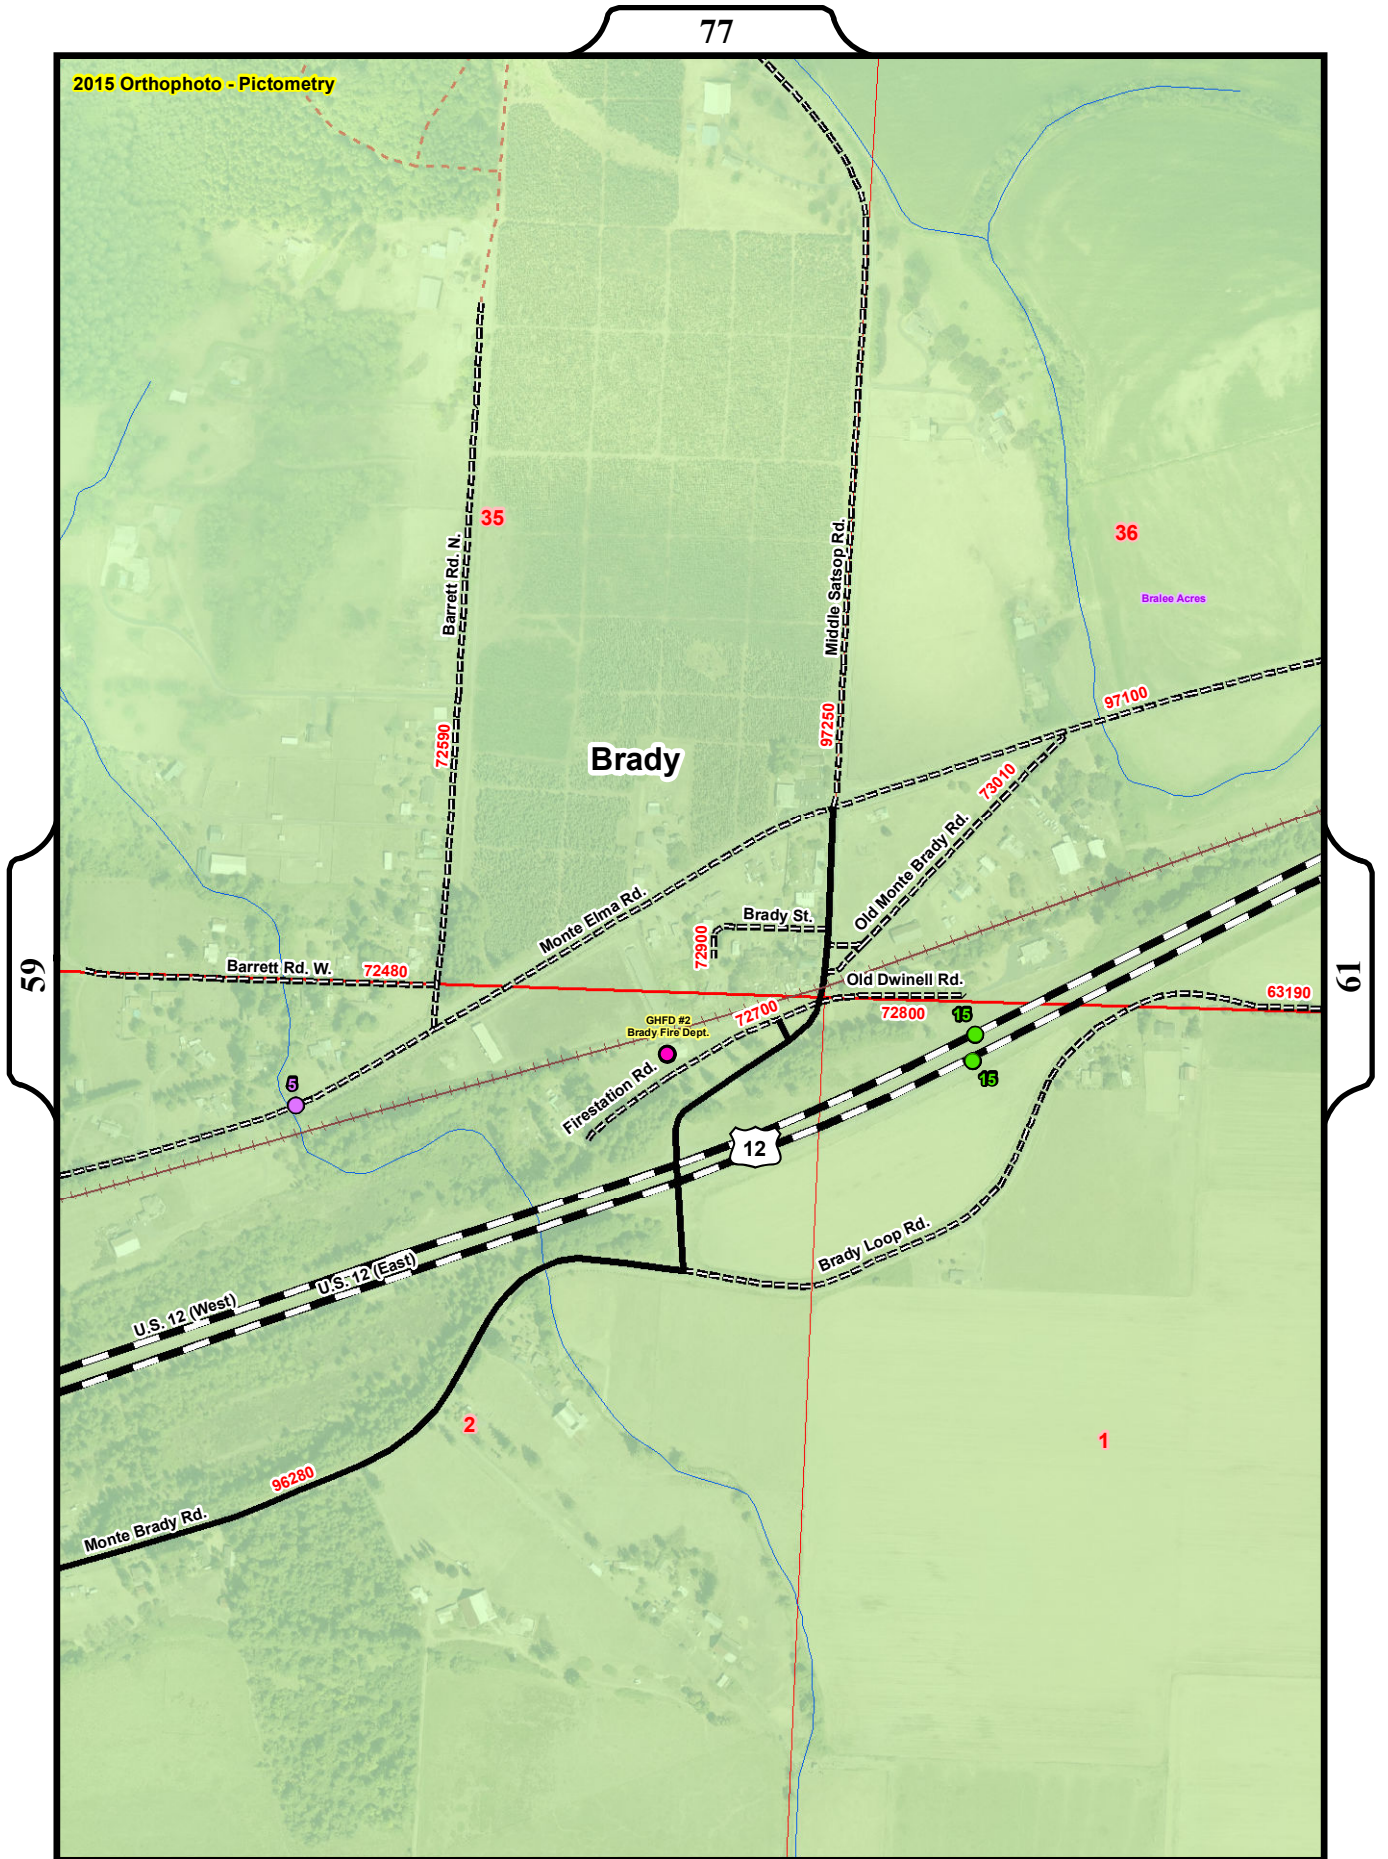 77
2015 Orthophoto - Pictometry
35
36
Barrett Rd. N.
Middle Satsop Rd.
Bralee Acres
97100
97250
72590
Brady
73010
Old Monte Brady Rd.
Monte Elma Rd.
Brady St.
72900
59
Barrett Rd. W.
72480
Old Dwinell Rd.
61
63190
72700
72800
GHFD #2
Brady Fire Dept.
15
15
5
Firestation Rd.
12
Brady Loop Rd.
U.S. 12 (East)
U.S. 12 (West)
2
1
96280
Monte Brady Rd.